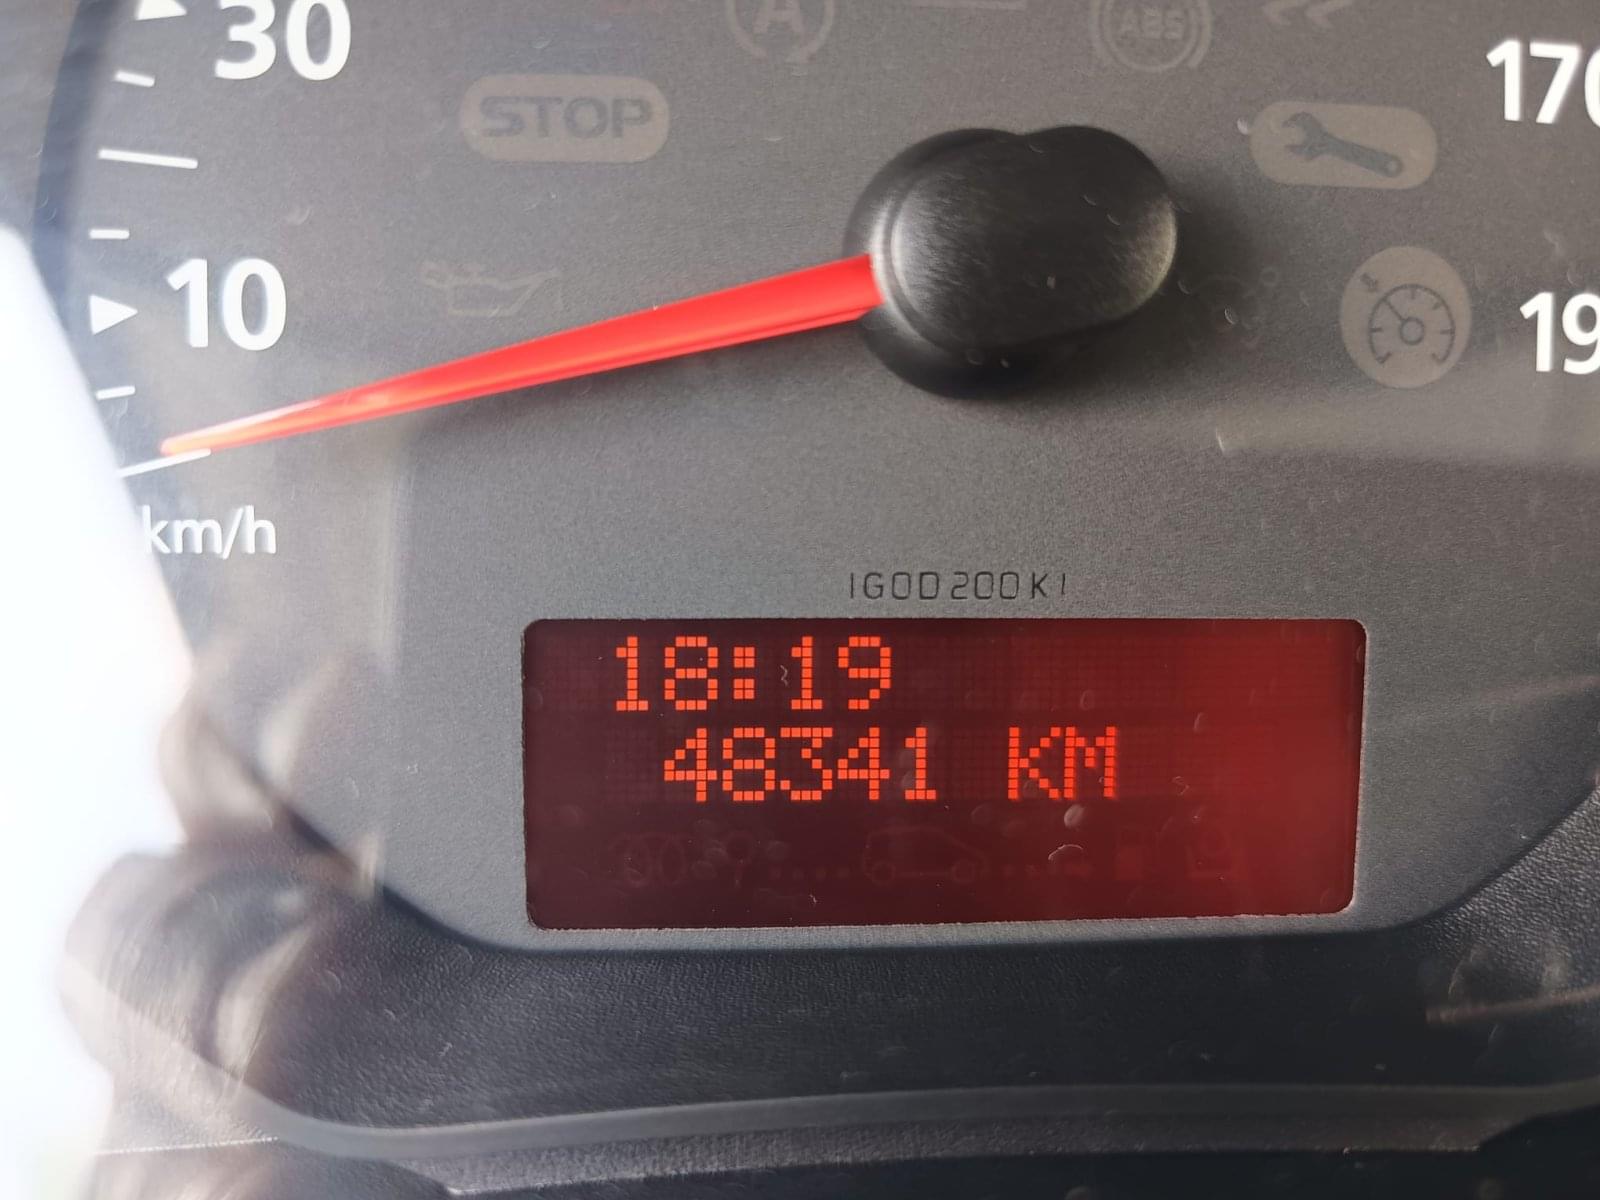 30
STOP
ABS
A
170
10
19
km/h
IGOD200KI
18:19
48341 KM